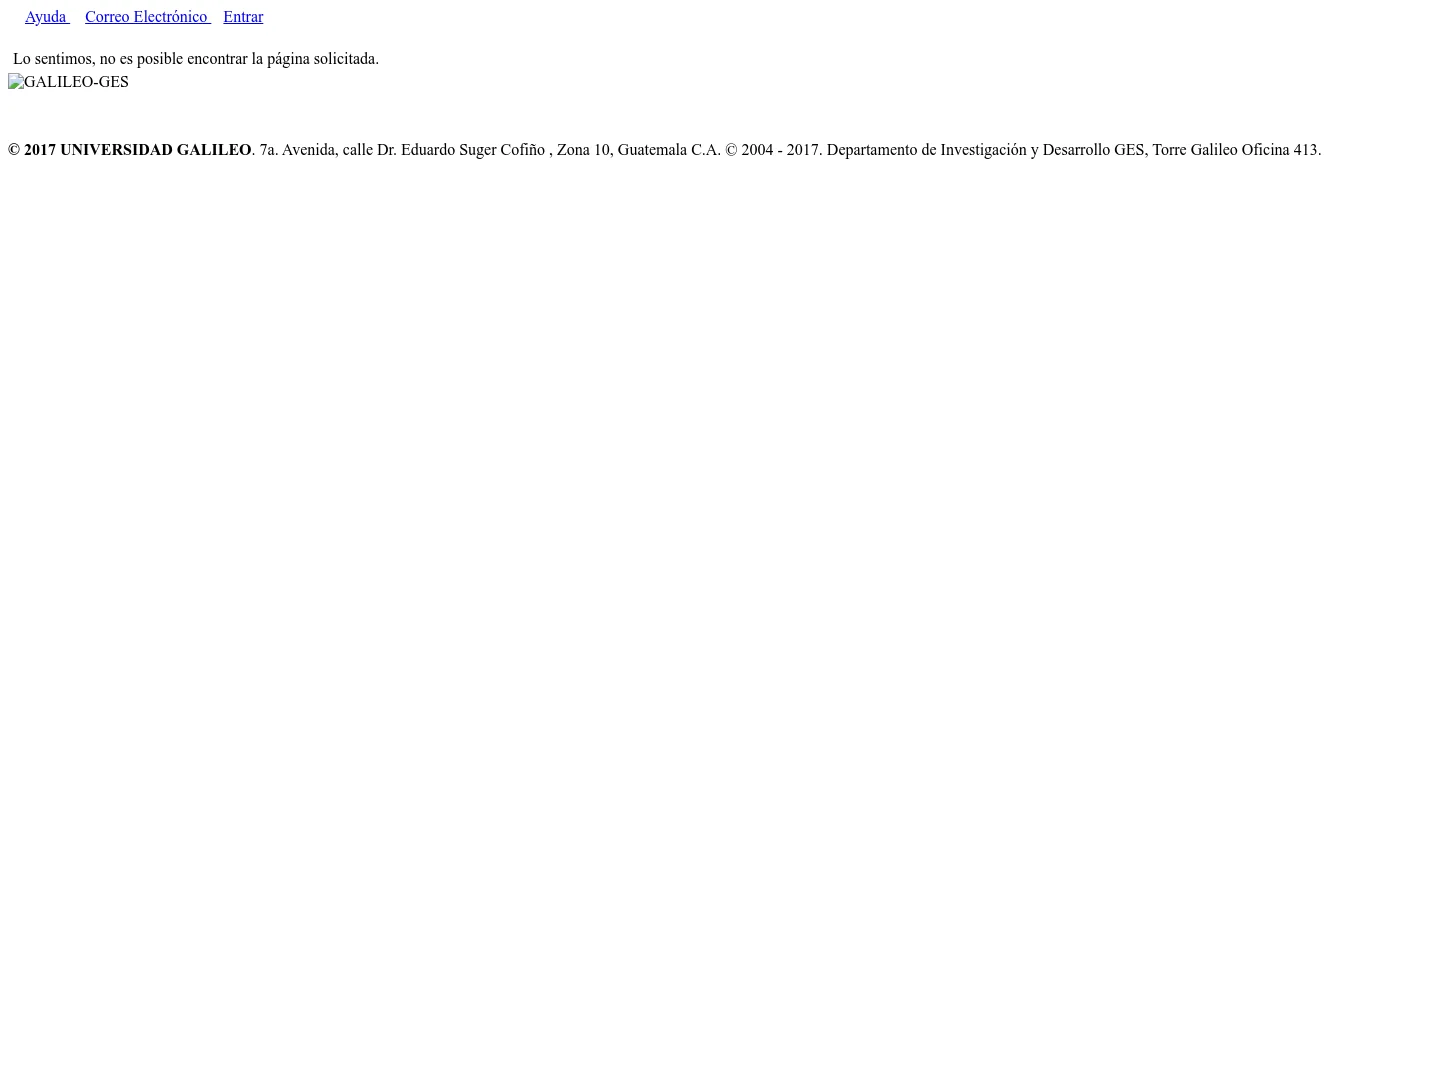 Ayuda Correo Electrónico Entrar
Lo sentimos, no es posible encontrar la página solicitada.
GALILEO-GES
© 2017 UNIVERSIDAD GALILEO. 7a. Avenida, calle Dr. Eduardo Suger Cofiño , Zona 10, Guatemala C.A. © 2004 - 2017. Departamento de Investigación y Desarrollo GES, Torre Galileo Oficina 413.